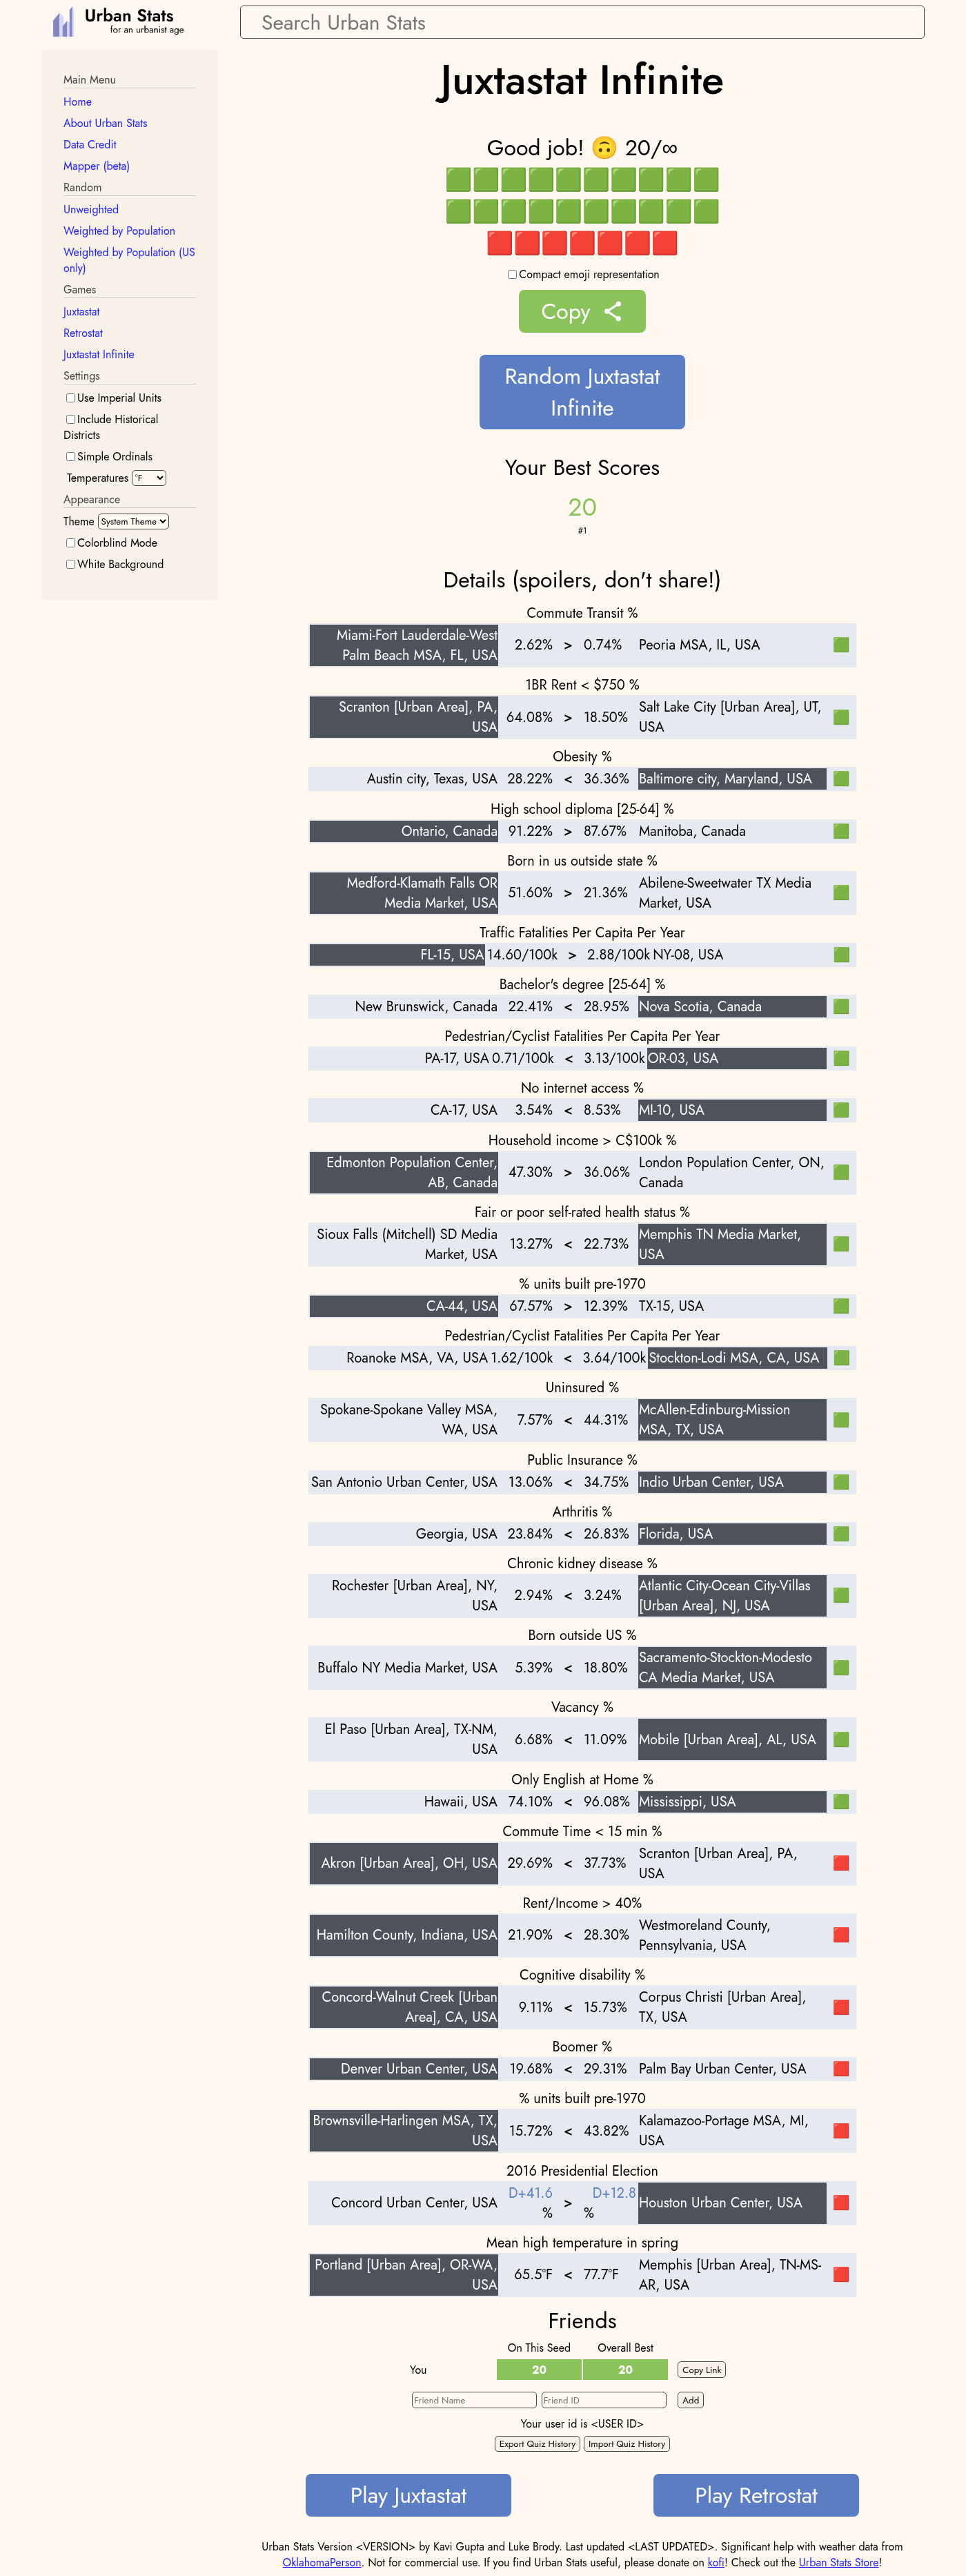 Urban Stats
for an urbanist age
Search Urban Stats
Main Menu
Home
About Urban Stats
Data Credit
Mapper (beta)
Random
Unweighted
Weighted by Population
Weighted by Population (US
only)
Games
Juxtastat
Retrostat
Juxtastat Infinite
Settings
Use Imperial Units
Include Historical
Districts
Simple Ordinals
Temperatures °F
Appearance
Theme System Theme
Colorblind Mode
White Background
Juxtastat Infinite
Good job! 🙃 20/∞
🟩🟩🟩🟩🟩🟩🟩🟩🟩🟩
🟩🟩🟩🟩🟩🟩🟩🟩🟩🟩
🟥🟥🟥🟥🟥🟥🟥
Compact emoji representation
Copy
Random Juxtastat
Infinite
Your Best Scores
20
#1
Details (spoilers, don't share!)
Commute Transit %
Miami-Fort Lauderdale-West
Palm Beach MSA, FL, USA
2.62% > 0.74% Peoria MSA, IL, USA
1BR Rent < $750 %
Scranton [Urban Area], PA,
USA
64.08% > 18.50%
Salt Lake City [Urban Area], UT,
USA
Obesity %
Austin city, Texas, USA 28.22% < 36.36% Baltimore city, Maryland, USA
High school diploma [25-64] %
Ontario, Canada 91.22% > 87.67% Manitoba, Canada
Born in us outside state %
Medford-Klamath Falls OR
Media Market, USA
51.60% > 21.36%
Abilene-Sweetwater TX Media
Market, USA
Traffic Fatalities Per Capita Per Year
FL-15, USA 14.60/100k > 2.88/100k NY-08, USA
Bachelor's degree [25-64] %
New Brunswick, Canada 22.41% < 28.95% Nova Scotia, Canada
Pedestrian/Cyclist Fatalities Per Capita Per Year
PA-17, USA 0.71/100k < 3.13/100k OR-03, USA
No internet access %
CA-17, USA 3.54% < 8.53% MI-10, USA
Household income > C$100k %
Edmonton Population Center,
AB, Canada
47.30% > 36.06%
London Population Center, ON,
Canada
Fair or poor self-rated health status %
Sioux Falls (Mitchell) SD Media
Market, USA
13.27% < 22.73%
Memphis TN Media Market,
USA
% units built pre-1970
CA-44, USA 67.57% > 12.39% TX-15, USA
Pedestrian/Cyclist Fatalities Per Capita Per Year
Roanoke MSA, VA, USA 1.62/100k < 3.64/100k Stockton-Lodi MSA, CA, USA
Uninsured %
Spokane-Spokane Valley MSA,
WA, USA
7.57% < 44.31%
McAllen-Edinburg-Mission
MSA, TX, USA
Public Insurance %
San Antonio Urban Center, USA 13.06% < 34.75% Indio Urban Center, USA
Arthritis %
Georgia, USA 23.84% < 26.83% Florida, USA
Chronic kidney disease %
Rochester [Urban Area], NY,
USA
2.94% < 3.24%
Atlantic City-Ocean City-Villas
[Urban Area], NJ, USA
Born outside US %
Buffalo NY Media Market, USA 5.39% < 18.80%
Sacramento-Stockton-Modesto
CA Media Market, USA
Vacancy %
El Paso [Urban Area], TX-NM,
USA
6.68% < 11.09% Mobile [Urban Area], AL, USA
Only English at Home %
Hawaii, USA 74.10% < 96.08% Mississippi, USA
Commute Time < 15 min %
Akron [Urban Area], OH, USA 29.69% < 37.73%
Scranton [Urban Area], PA,
USA
Rent/Income > 40%
Hamilton County, Indiana, USA 21.90% < 28.30%
Westmoreland County,
Pennsylvania, USA
Cognitive disability %
Concord-Walnut Creek [Urban
Area], CA, USA
9.11% < 15.73%
Corpus Christi [Urban Area],
TX, USA
Boomer %
Denver Urban Center, USA 19.68% < 29.31% Palm Bay Urban Center, USA
% units built pre-1970
Brownsville-Harlingen MSA, TX,
USA
15.72% < 43.82%
Kalamazoo-Portage MSA, MI,
USA
2016 Presidential Election
Concord Urban Center, USA
D+41.6
%
>
D+12.8
%
Houston Urban Center, USA
Mean high temperature in spring
Portland [Urban Area], OR-WA,
USA
65.5°F < 77.7°F
Memphis [Urban Area], TN-MS-
AR, USA
Friends
On This Seed Overall Best
You 20 20 Copy Link
Friend Name Friend ID Add
Your user id is <USER ID>
Export Quiz History Import Quiz History
Play Juxtastat Play Retrostat
Urban Stats Version <VERSION> by Kavi Gupta and Luke Brody. Last updated <LAST UPDATED>. Significant help with weather data from
OklahomaPerson. Not for commercial use. If you find Urban Stats useful, please donate on kofi! Check out the Urban Stats Store!